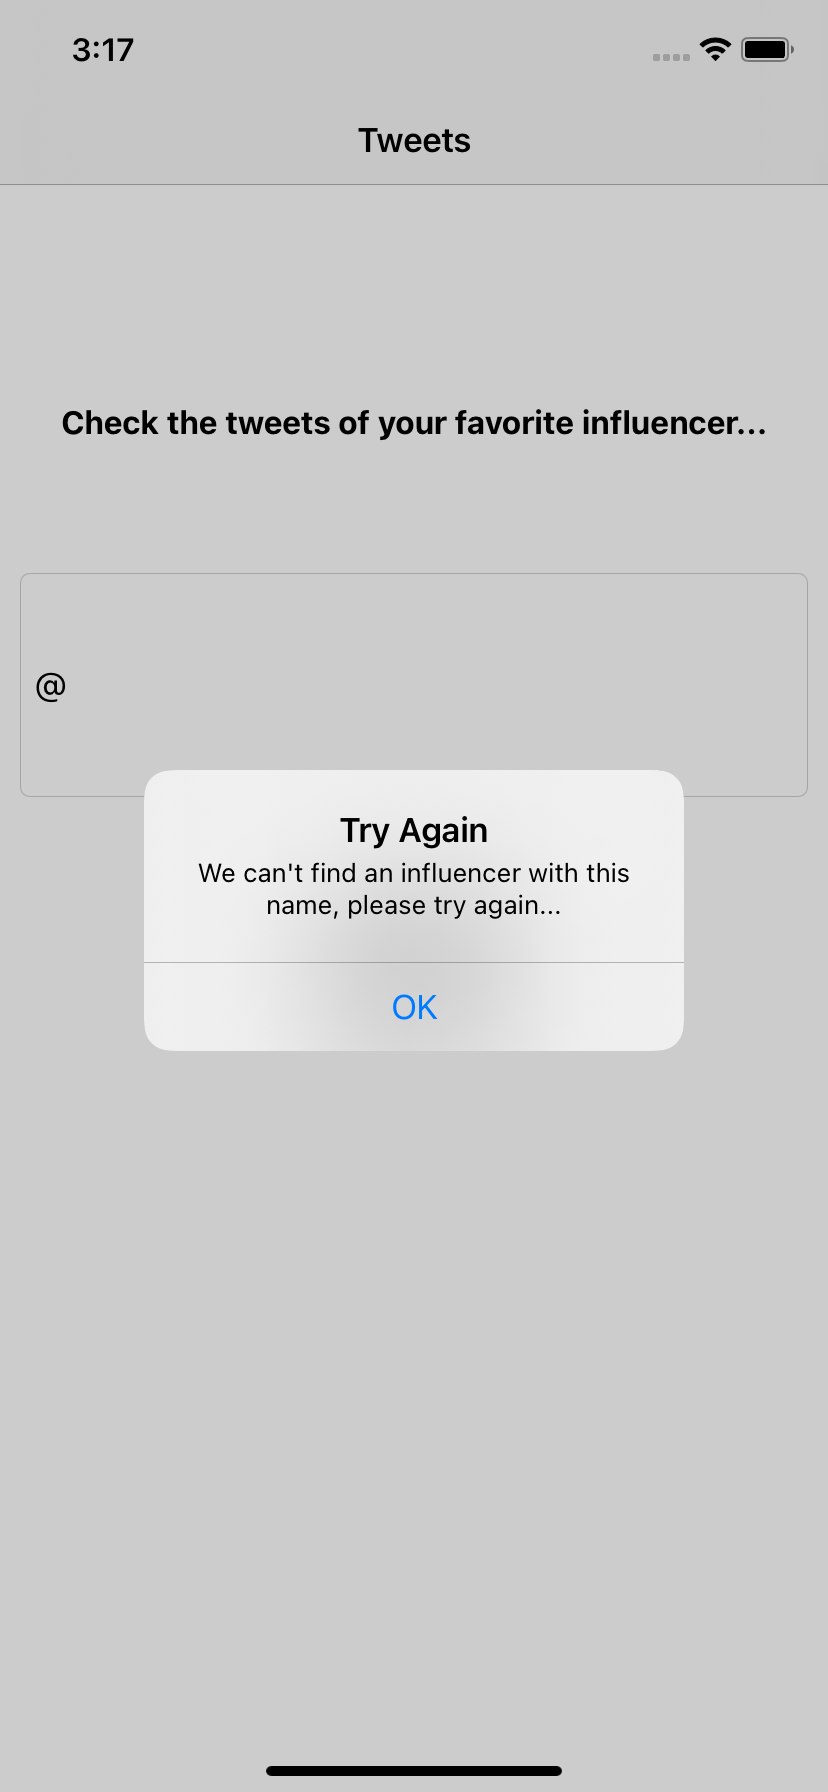 3:17
Tweets
Check the tweets of your favorite influencer...
@
Try Again
We can't find an influencer with this
name, please try again...
OK